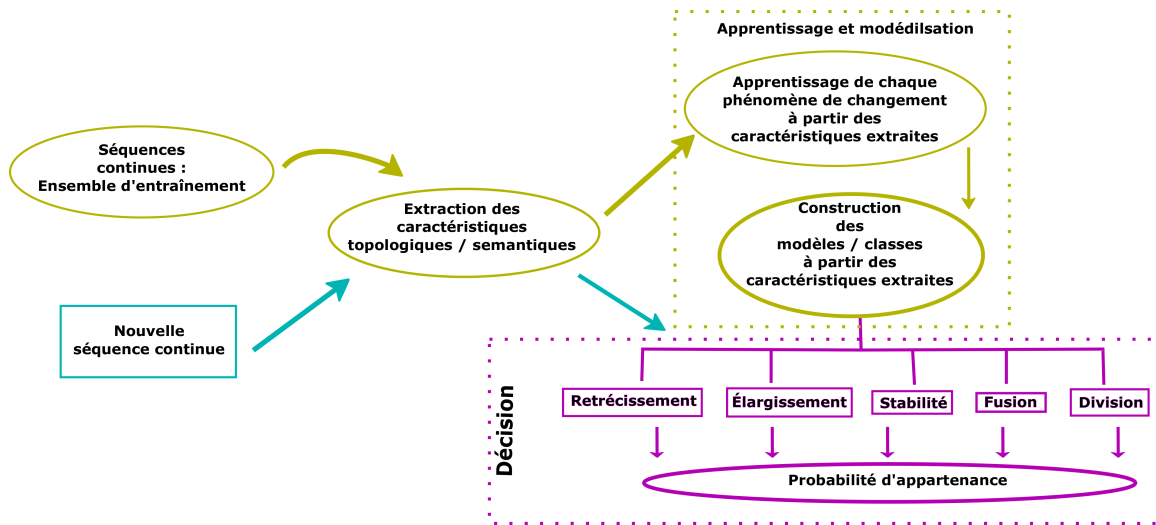 Apprentissage et modédilsation
Apprentissage de chaque
phénomène de changement
à partir des
caractéristiques extraites
Séquences
continues :
Ensemble d'entraînement
Extraction des
caractéristiques
topologiques / semantiques
Construction
des
modèles / classes
à partir des
caractéristiques extraites
Nouvelle
séquence continue
Décision
Retrécissement
Élargissement
Stabilité
Fusion
Division
Probabilité d'appartenance